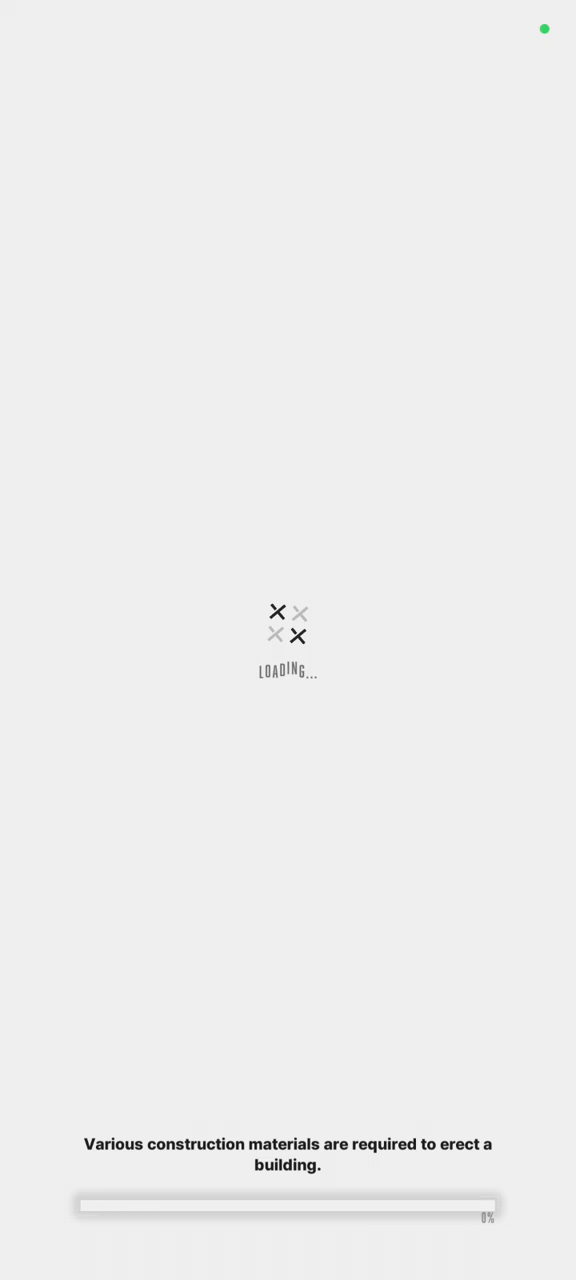 LOADING...
Various construction materials are required to erect a
building.
0%